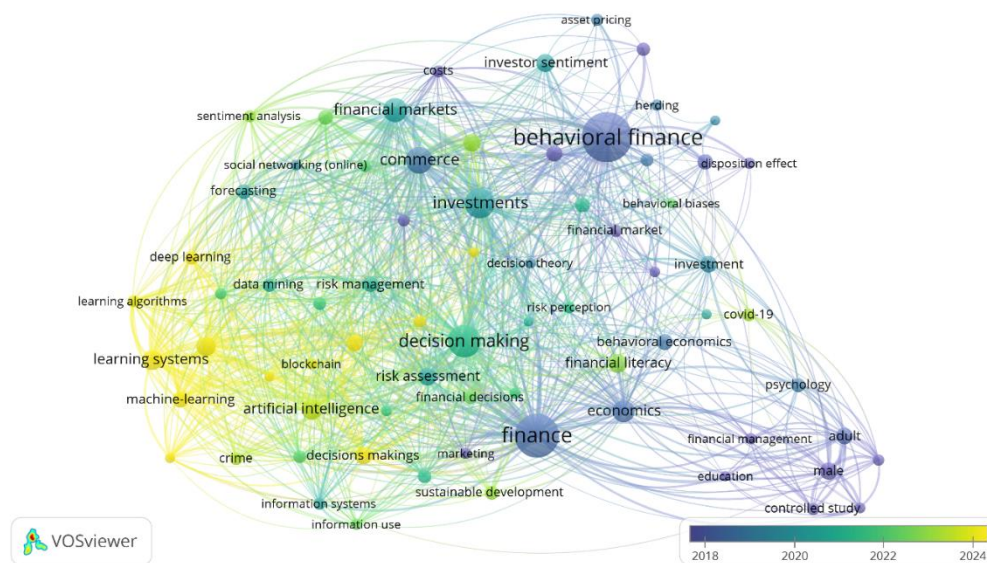 asset pricing
investor sentiment
costs
herding
financial markets
sentiment analysis
behavioral finance
commerce
social networking (online)
disposition effect
forecasting
investments
behavioral biases
financial market
deep learning
decision theory
investment
data mining
risk management
learning algorithms
risk perception
covid-19
decision making
behavioral economics
learning systems
blockchain
financial literacy
risk assessment
psychology
machine-learning
financial decisions
artificial intelligence
economics
finance
financial management
adult
marketing
crime
decisions makings
male
education
sustainable development
information systems
controlled study
information use
VOSviewer
2018 2020 2022 2024